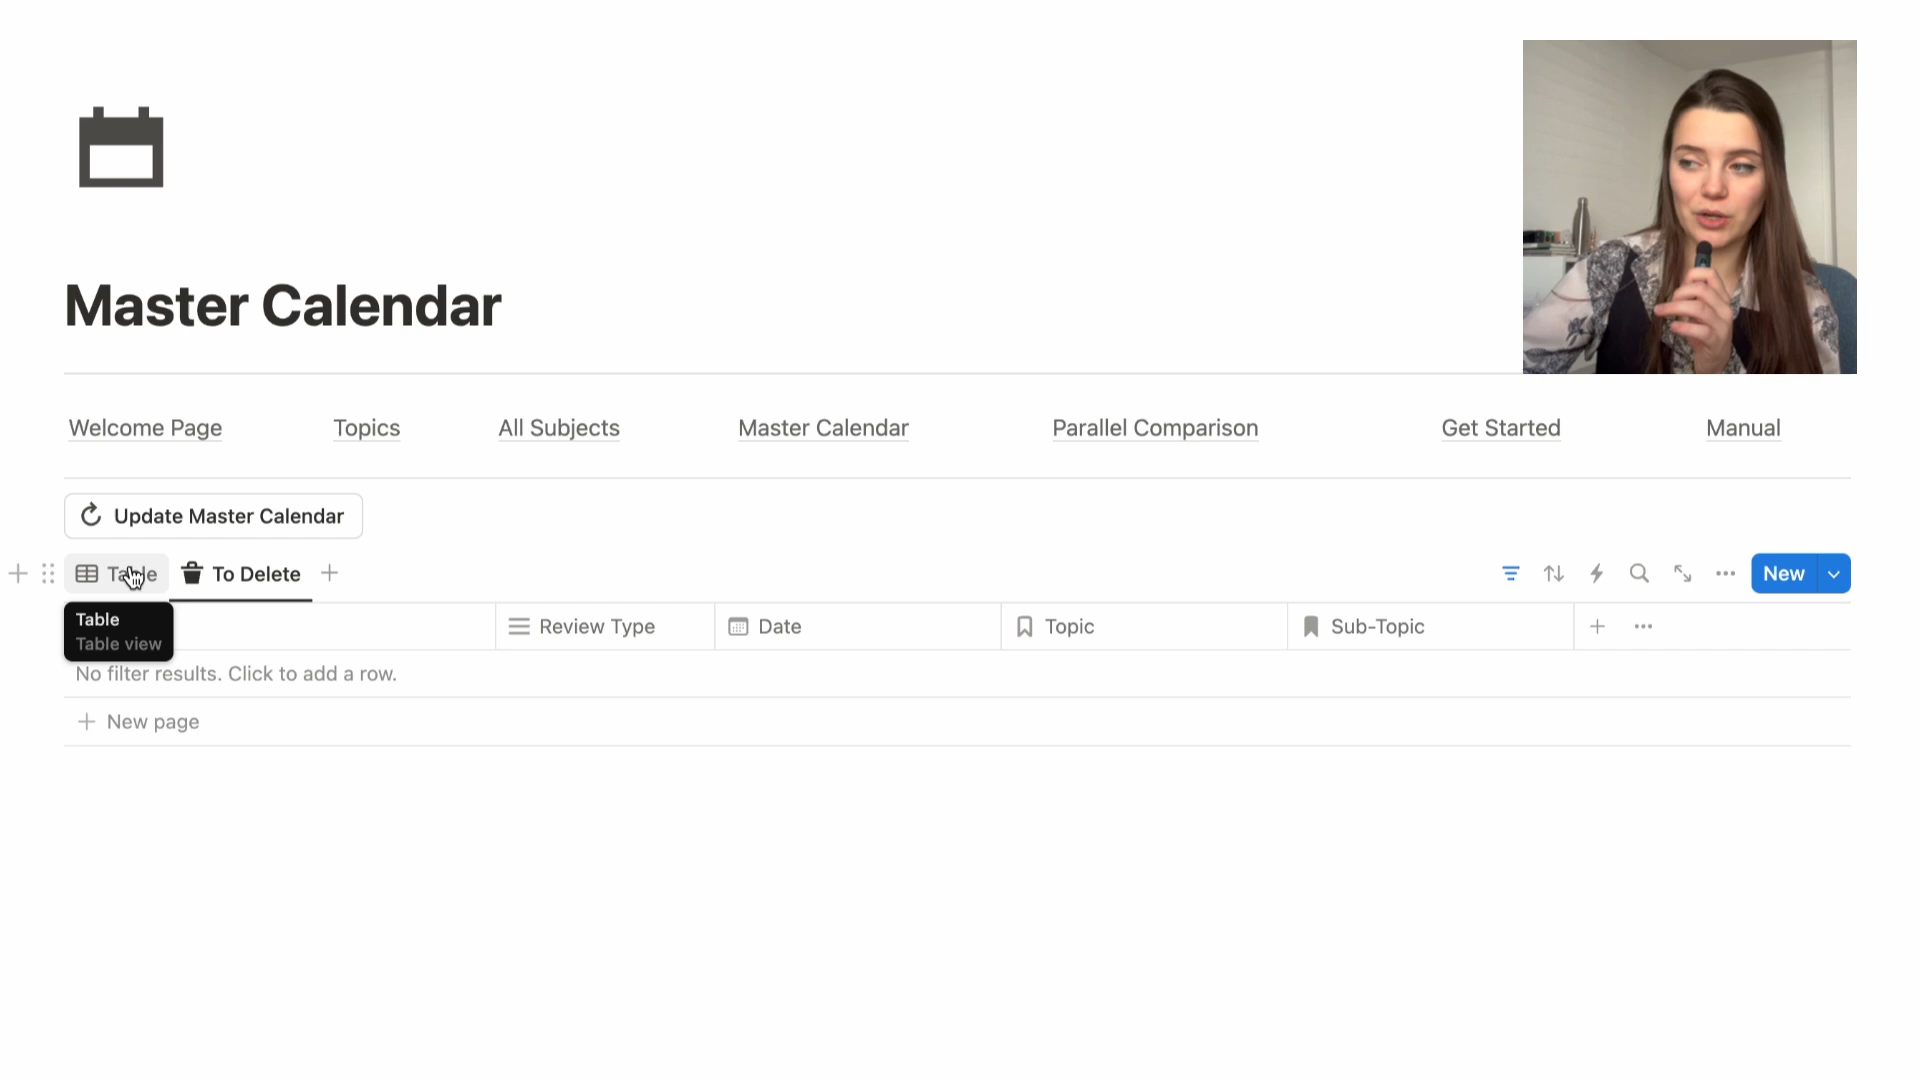 Master Calendar
Welcome Page Topics All Subjects Master Calendar Parallel Comparison Get Started Manual
Update Master Calendar
Table To Delete New
Table
Table view
Review Type Date Topic Sub-Topic
No filter results. Click to add a row.
New page